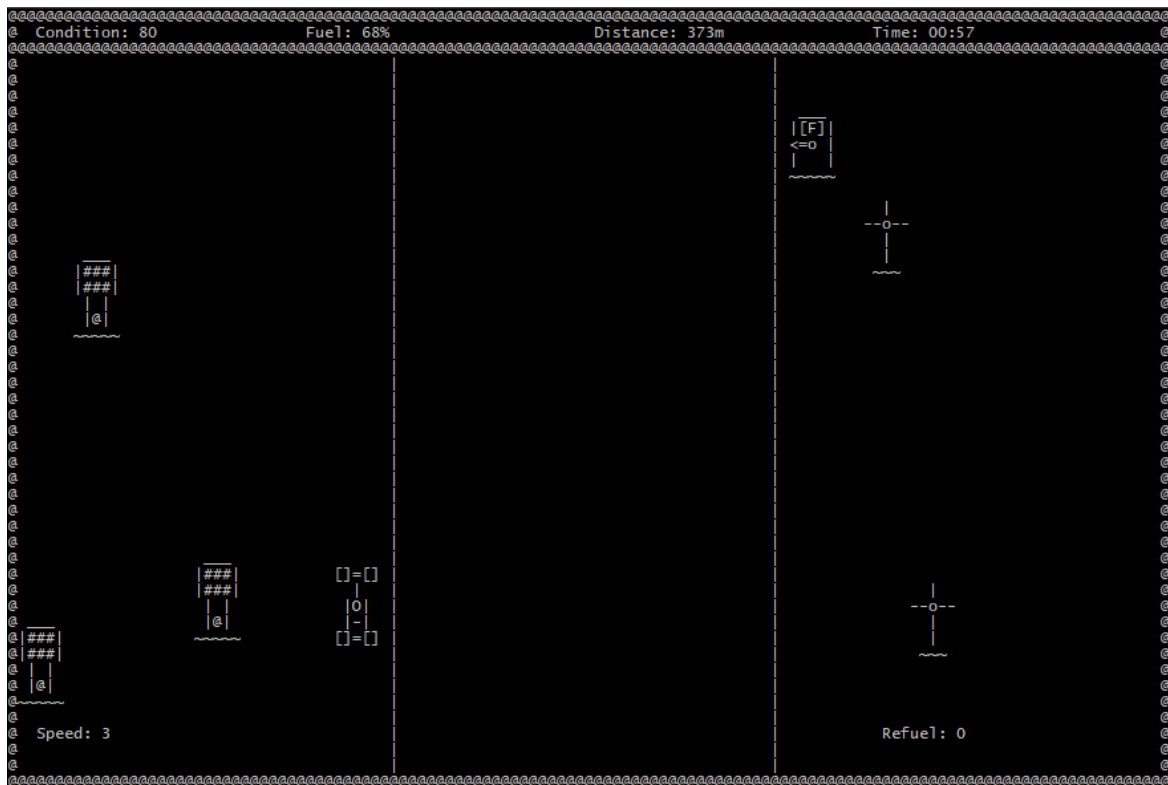 Condition: 80 Fuel: 68% Distance: 373m Time: 00:57
[F]
Speed: 3 Refuel: 0